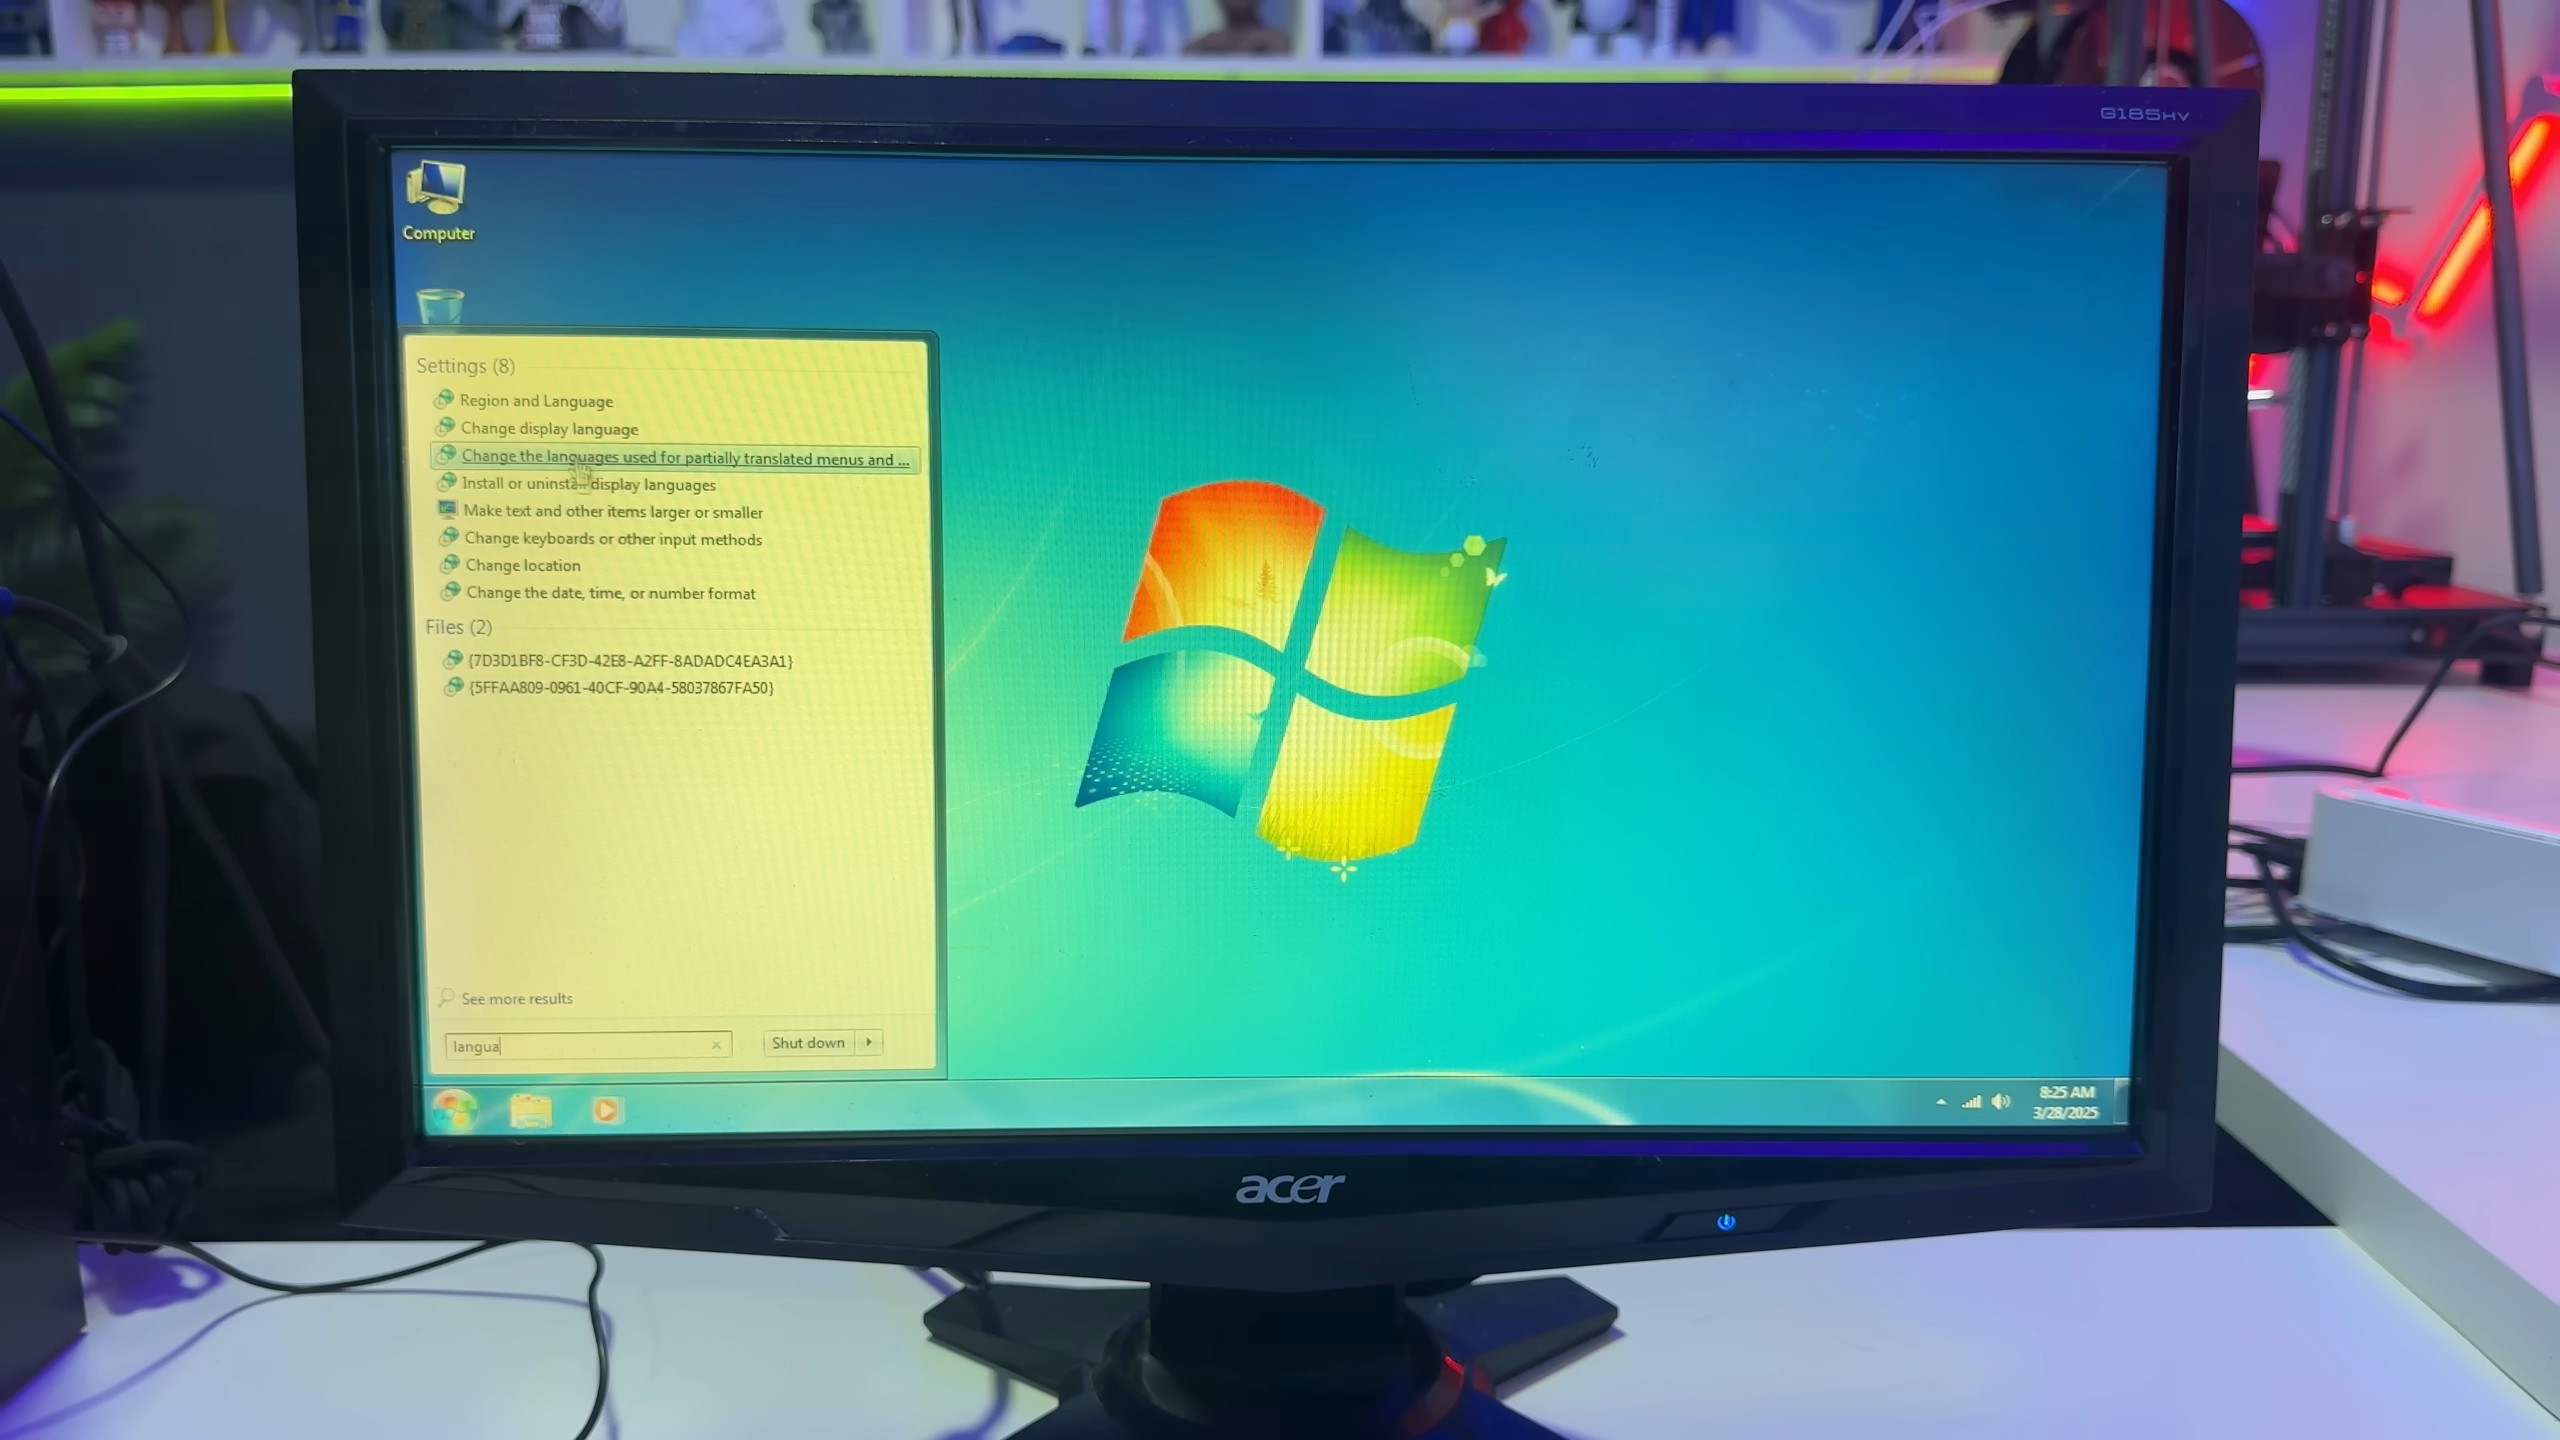 G185HV
Computer
Settings (8)
Region and Language
Change display language
Change the languages used for partially translated menus and ...
Install or uninstall display languages
Make text and other items larger or smaller
Change keyboards or other input methods
Change location
Change the date, time, or number format
Files (2)
{7D3D1BF8-CF3D-42E8-A2FF-8ADADC4EA3A1}
{5FFAA809-0961-40CF-90A4-58037867FA50}
See more results
langua
Shut down
8:25 AM
3/28/2025
acer